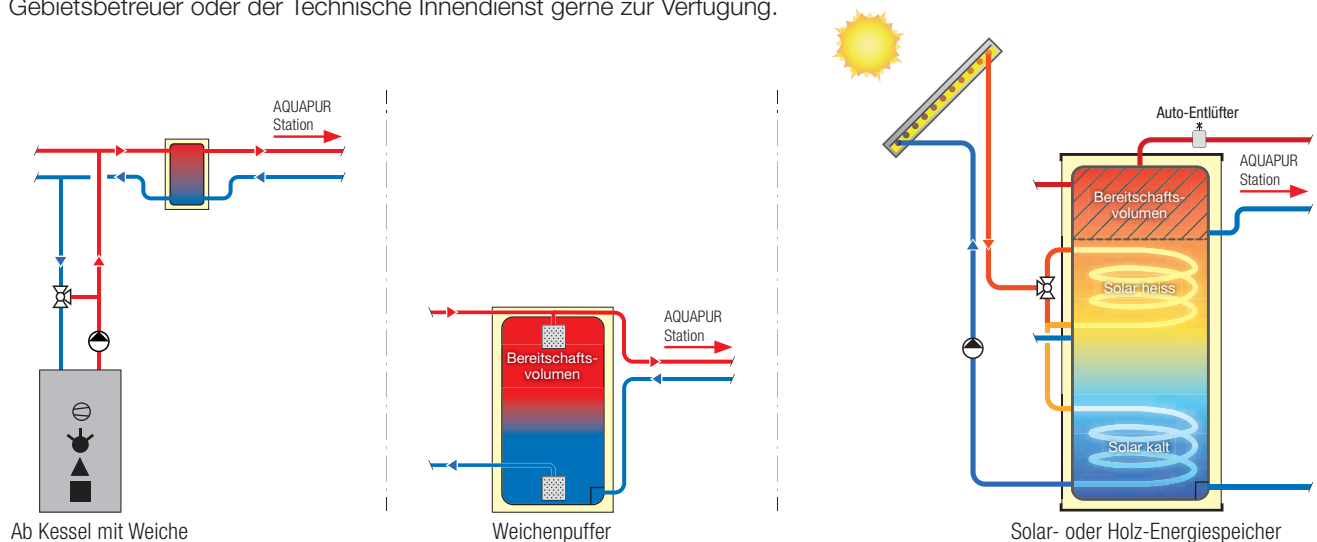 Gebietsbetreuer oder der Technische Innendienst gerne zur Verfügung.
AQUAPUR
Station
Ab Kessel mit Weiche
Bereitschafts-
volumen
AQUAPUR
Station
Weichenpuffer
Auto-Entlüfter
AQUAPUR
Station
Bereitschafts-
volumen
Solar heiss
Solar kalt
Solar- oder Holz-Energiespeicher